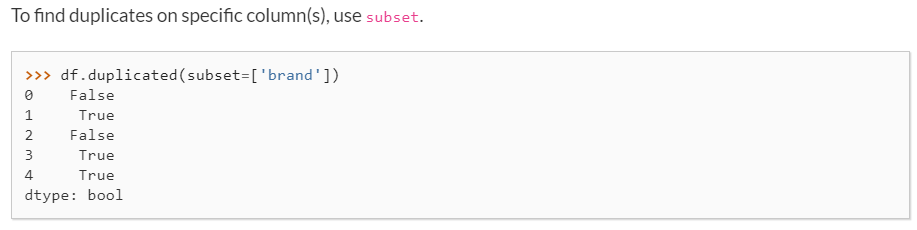 To find duplicates on specific column(s), use subset.
>>> df.duplicated(subset=['brand'])
0    False
1     True
2    False
3     True
4     True
dtype: bool